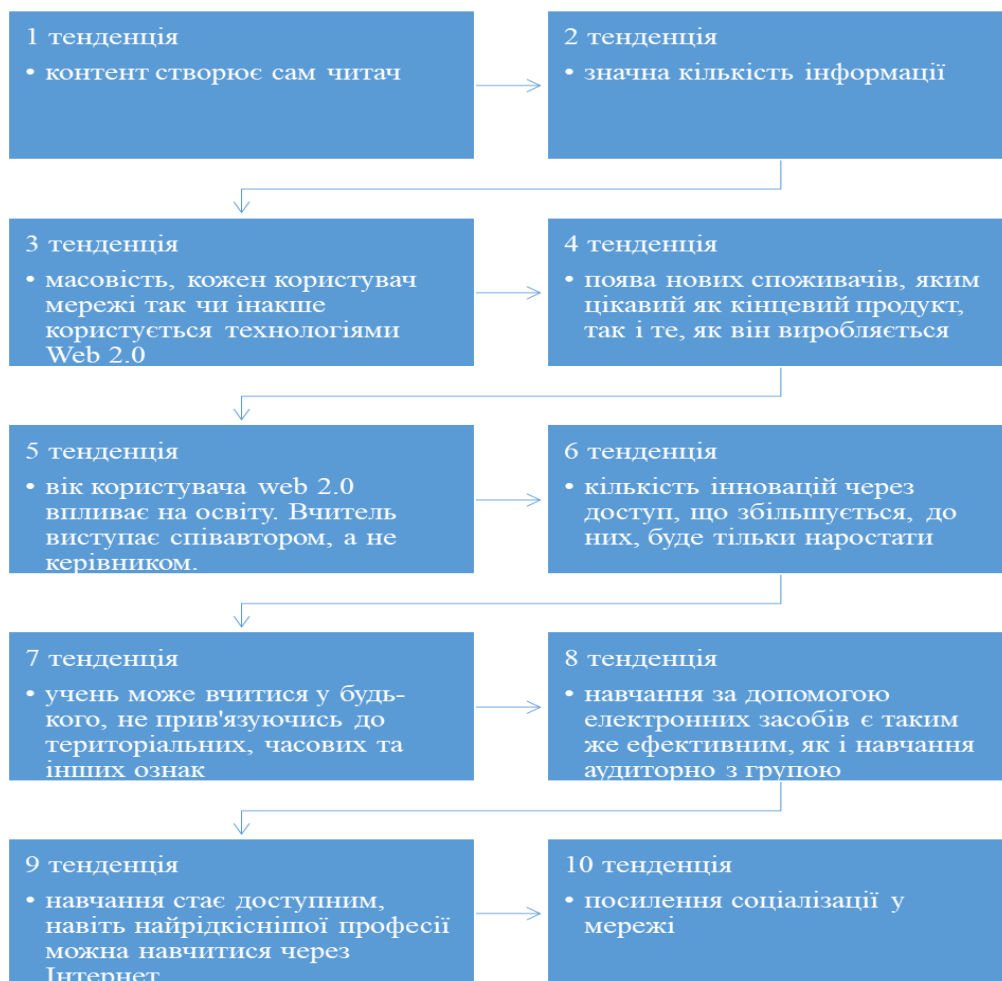 1 тенденція
• контент створює сам читач
2 тенденція
• значна кількість інформації
3 тенденція
• масовість, кожен користувач
мережі так чи інакше
користується технологіями
Web 2.0
4 тенденція
• поява нових споживачів, яким
цікавий як кінцевий продукт,
так і те, як він виробляється
5 тенденція
• вік користувача web 2.0
впливає на освіту. Вчитель
виступає співавтором, а не
керівником.
6 тенденція
• кількість інновацій через
доступ, що збільшується, до
них, буде тільки наростати
7 тенденція
• учень може вчитися у будь-
кого, не прив'язуючись до
територіальних, часових та
інших ознак
8 тенденція
• навчання за допомогою
електронних засобів є таким
же ефективним, як і навчання
аудиторно з групою
9 тенденція
• навчання стає доступним,
навіть найрідкіснішої професії
можна навчитися через
Інтернет
10 тенденція
• посилення соціалізації у
мережі